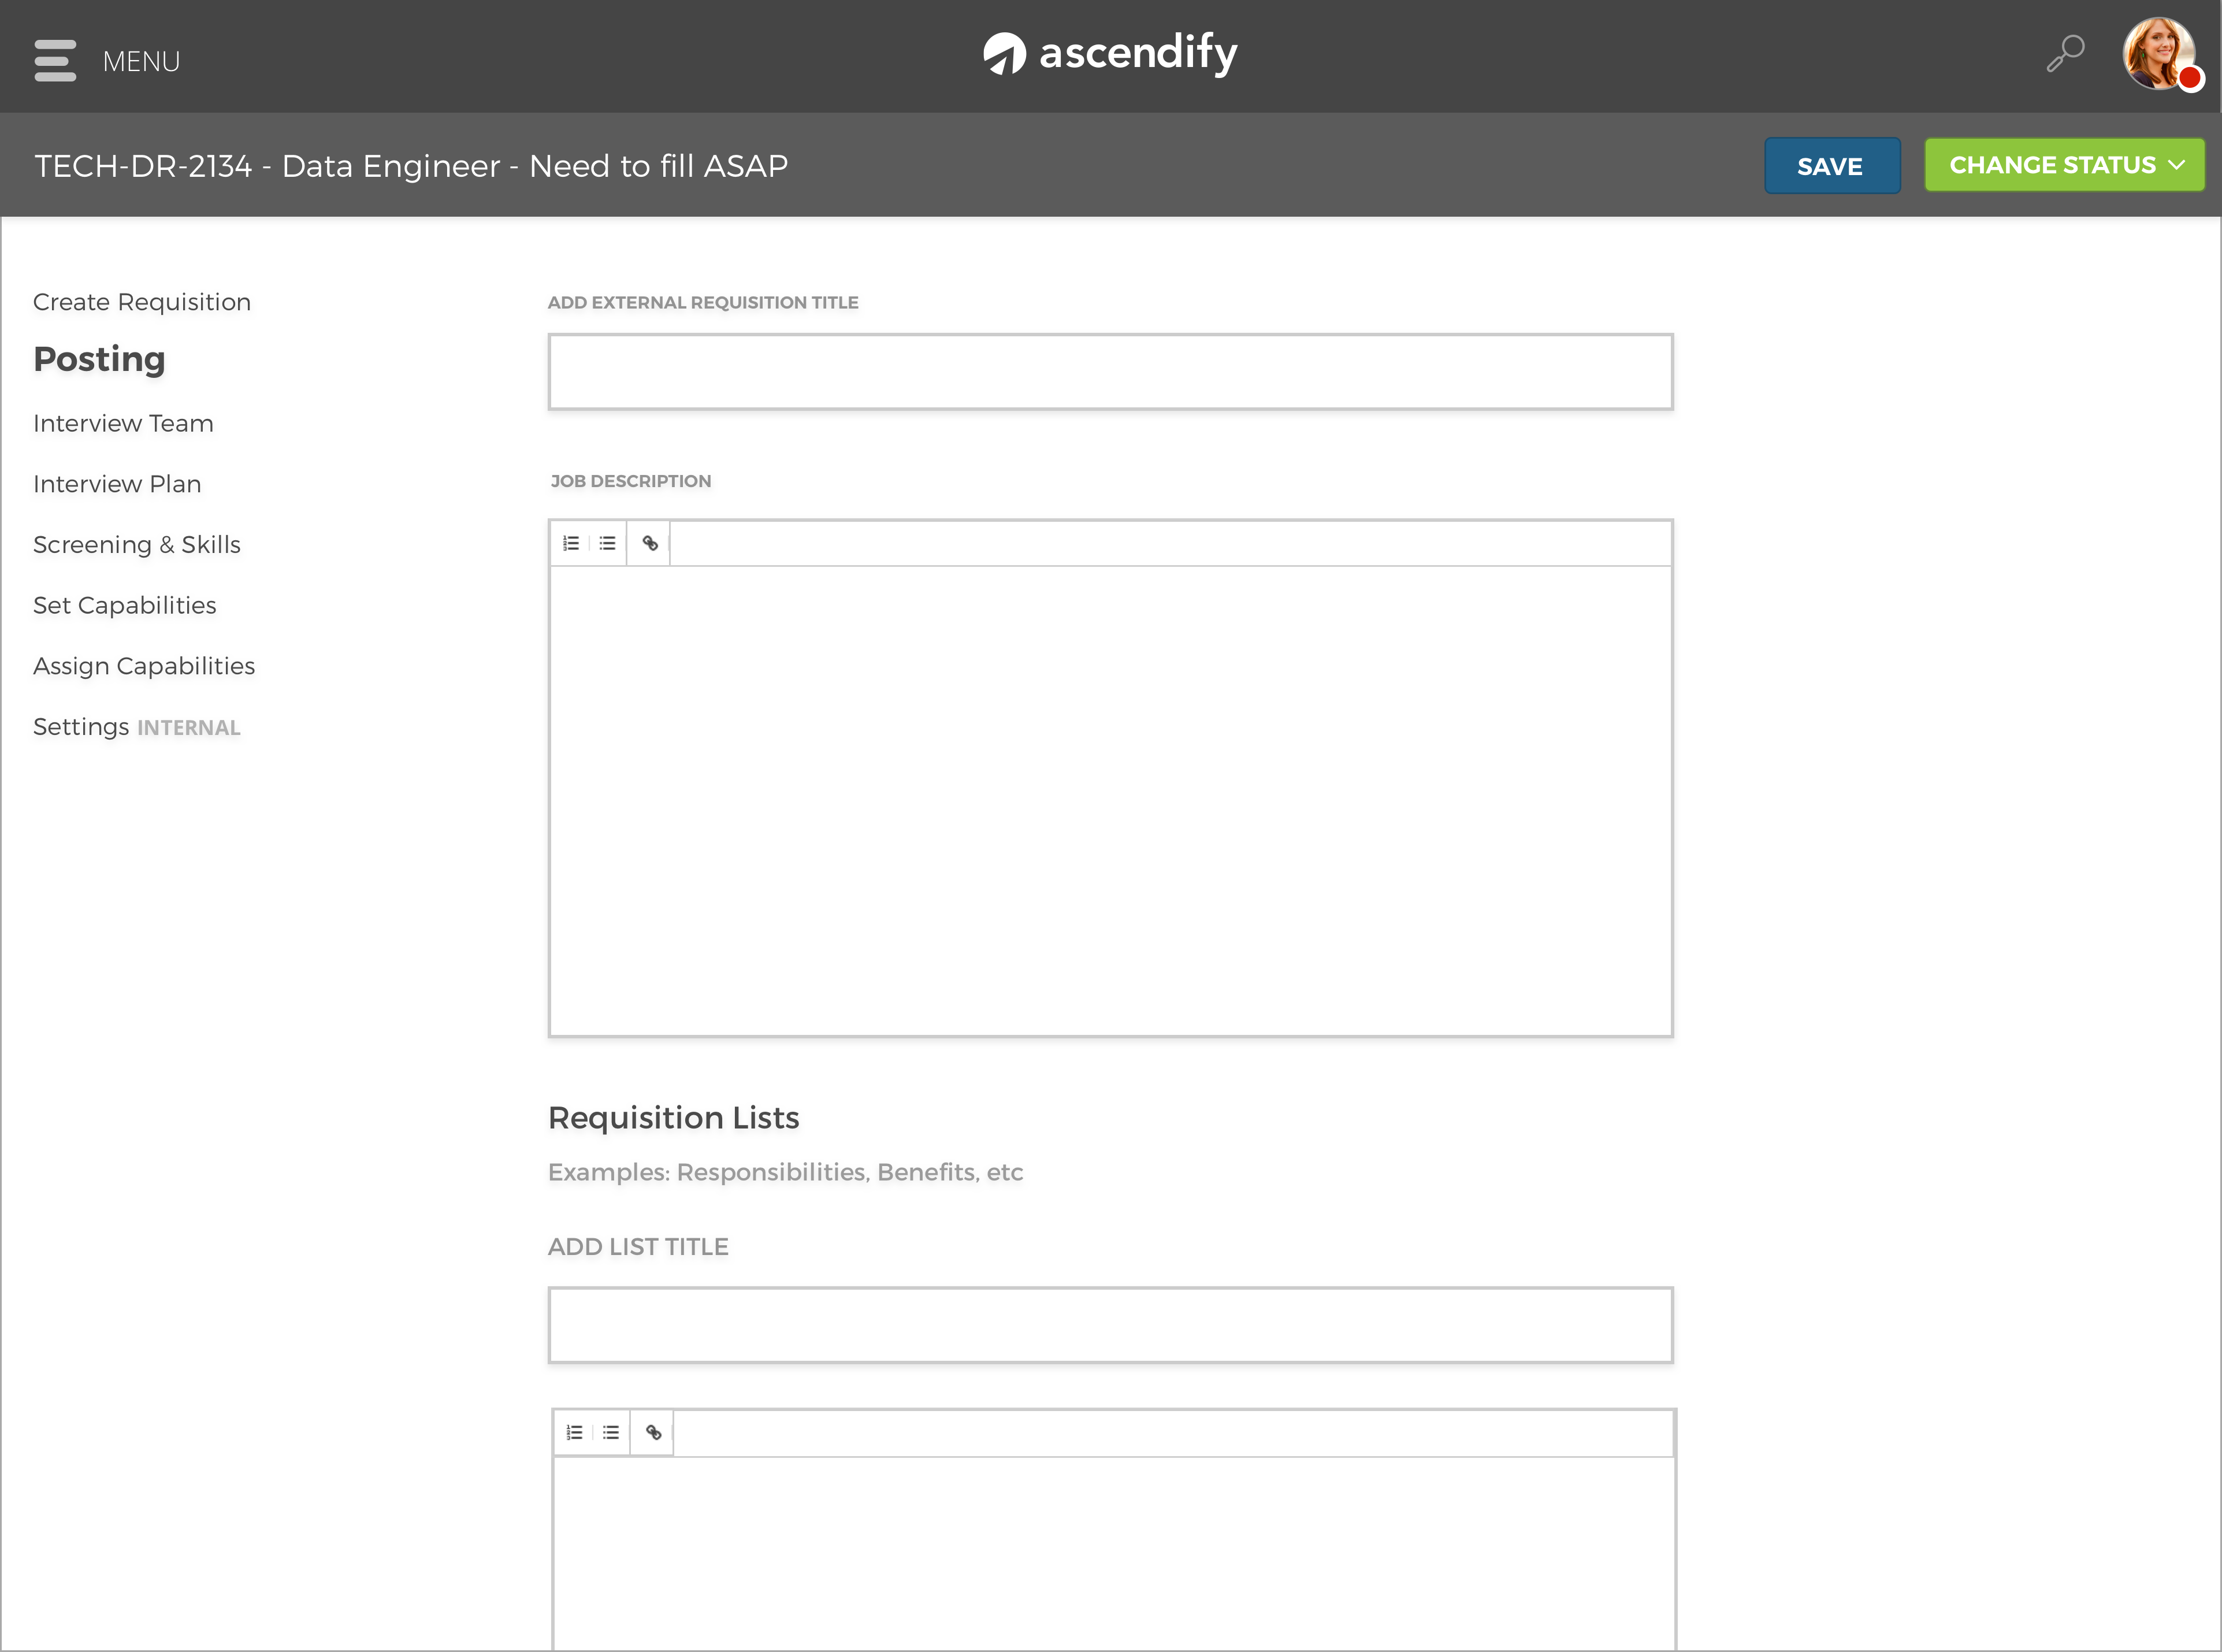 MENU
ascendify
TECH-DR-2134 - Data Engineer - Need to fill ASAP
SAVE
CHANGE STATUS
Create Requisition
Posting
Interview Team
Interview Plan
Screening & Skills
Set Capabilities
Assign Capabilities
Settings INTERNAL
ADD EXTERNAL REQUISITION TITLE
JOB DESCRIPTION
Requisition Lists
Examples: Responsibilities, Benefits, etc
ADD LIST TITLE